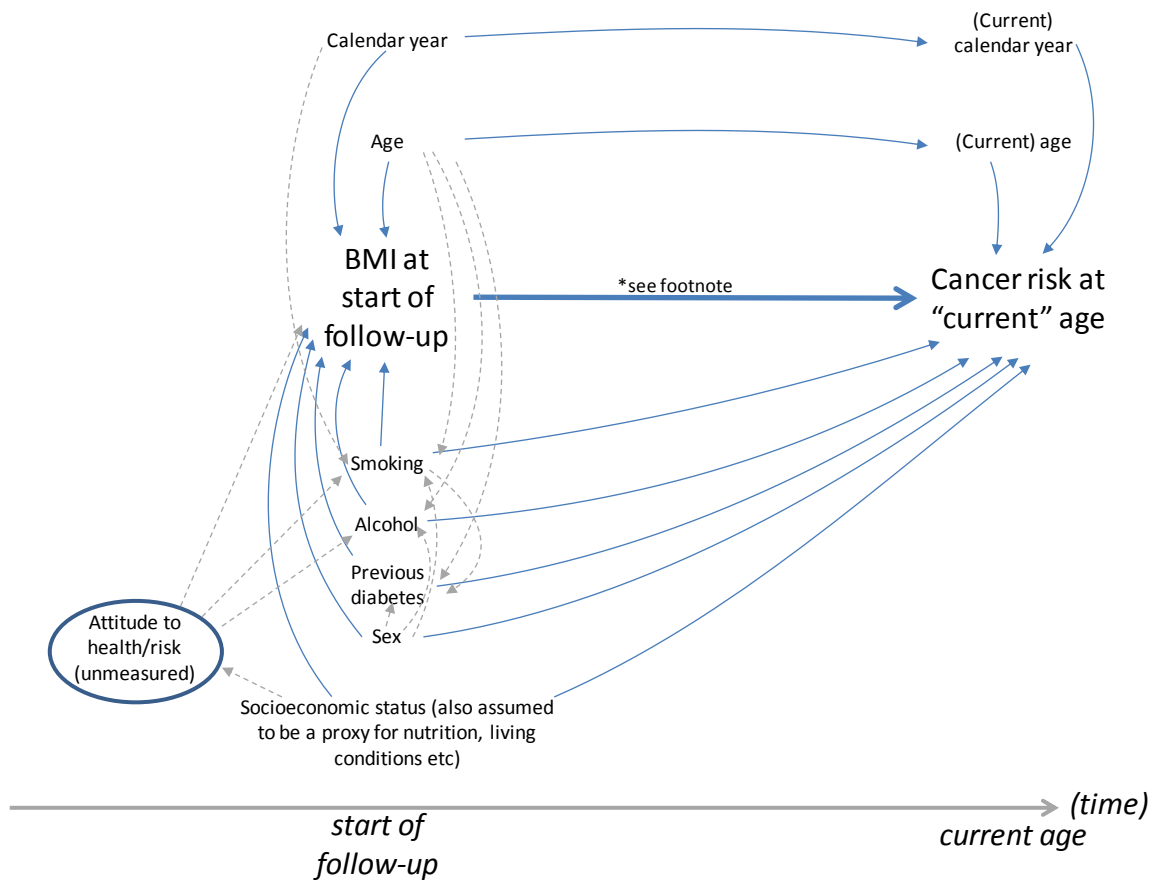 Calendar year
(Current)
calendar year
Age
(Current) age
BMI at
start of
follow-up
*see footnote
Cancer risk at
“current” age
Smoking
Alcohol
Previous
diabetes
Sex
Attitude to
health/risk
(unmeasured)
Socioeconomic status (also assumed
to be a proxy for nutrition, living
conditions etc)
(time)
start of
follow-up
current age